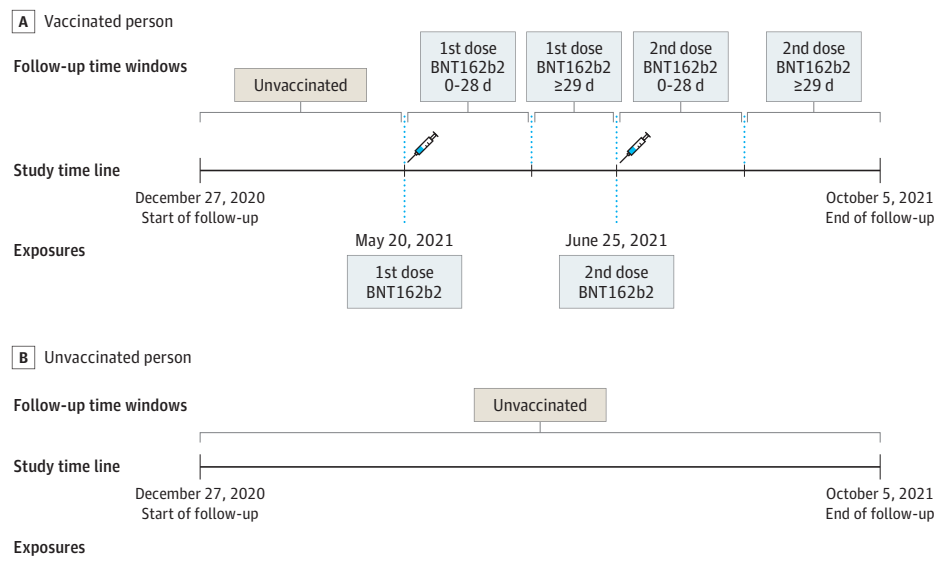 A Vaccinated person
Follow-up time windows
Unvaccinated
1st dose
BNT162b2
0-28 d
1st dose
BNT162b2
≥29 d
2nd dose
BNT162b2
0-28 d
2nd dose
BNT162b2
≥29 d
Study time line
December 27, 2020
Start of follow-up
October 5, 2021
End of follow-up
Exposures
May 20, 2021
1st dose
BNT162b2
June 25, 2021
2nd dose
BNT162b2
B Unvaccinated person
Follow-up time windows
Unvaccinated
Study time line
December 27, 2020
Start of follow-up
October 5, 2021
End of follow-up
Exposures